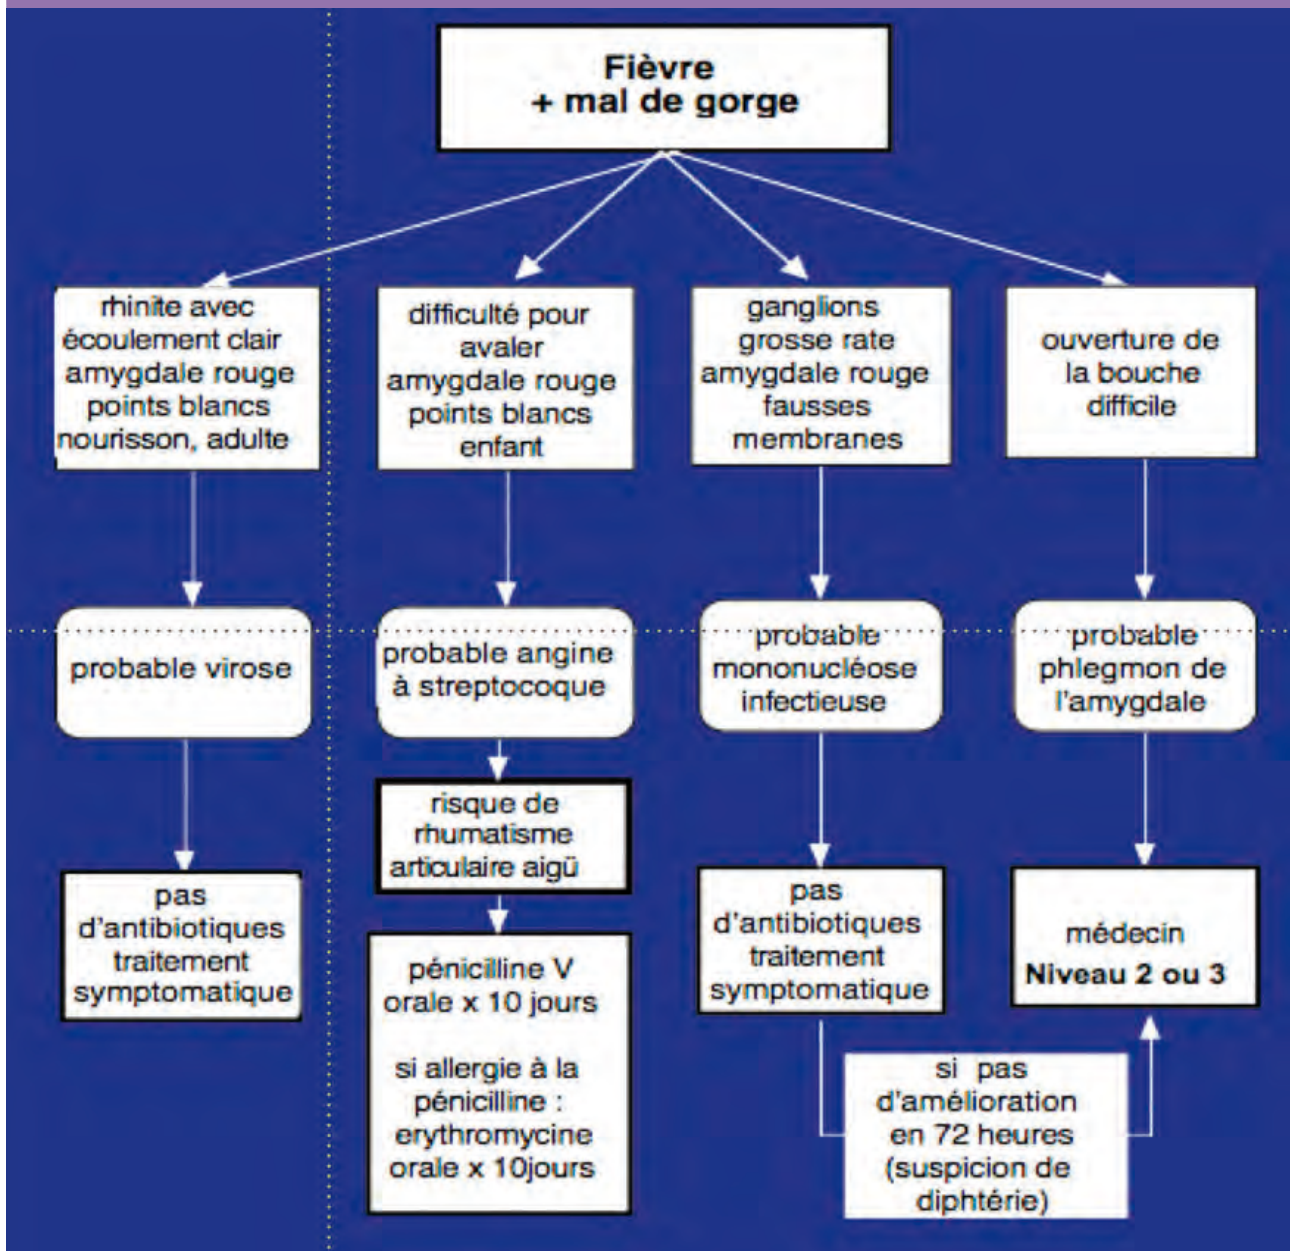 Fièvre
+ mal de gorge
rhinite avec
écoulement clair
amygdale rouge
points blancs
nourisson, adulte
difficulté pour
avaler
amygdale rouge
points blancs
enfant
ganglions
grosse rate
amygdale rouge
fausses
membranes
ouverture de
la bouche
difficile
probable virose
probable angine
à streptocoque
probable
mononucléose
infectieuse
probable
phlegmon de
l'amygdale
risque de
rhumatisme
articulaire aigü
pas
d'antibiotiques
traitement
symptomatique
pénicilline V
orale x 10 jours
si allergie à la
pénicilline :
erythromycine
orale x 10jours
pas
d'antibiotiques
traitement
symptomatique
médecin
Niveau 2 ou 3
si pas
d'amélioration
en 72 heures
(suspicion de
diphtérie)